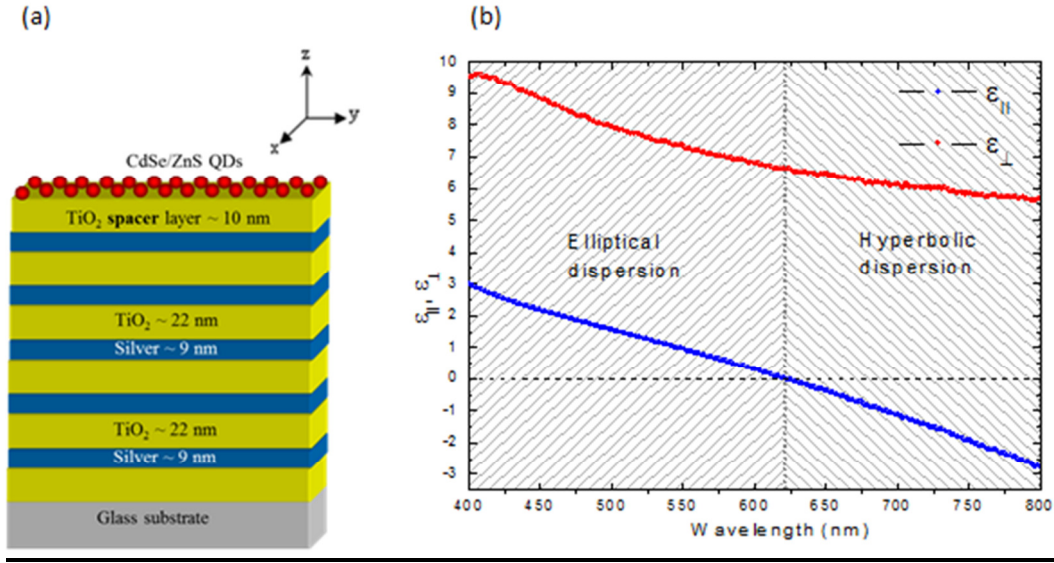 (a)
z
y
x
CdSe/ZnS QDs
TiO₂ spacer layer ~ 10 nm
TiO₂ ~ 22 nm
Silver ~ 9 nm
TiO₂ ~ 22 nm
Silver ~ 9 nm
Glass substrate
(b)
10
9
8
7
6
5
4
3
2
1
0
-1
-2
-3
ε||, ε⊥
ε||
ε⊥
Elliptical
dispersion
Hyperbolic
dispersion
400 450 500 550 600 650 700 750 800
Wavelength (nm)